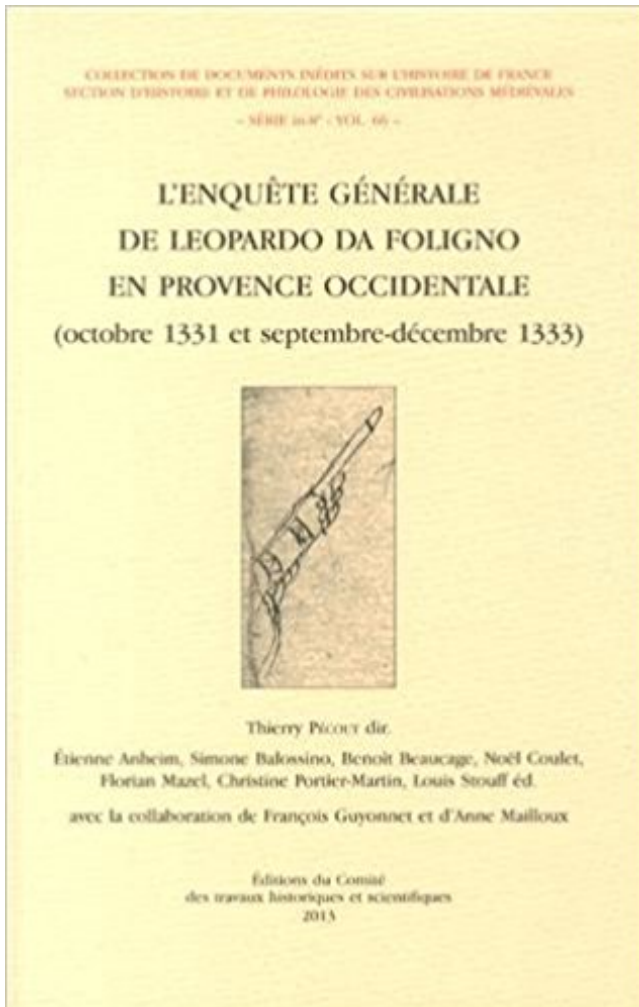 COLLECTION DE DOCUMENTS INÉDITS SUR L'HISTOIRE DE FRANCE
SECTION D'HISTOIRE ET DE PHILOLOGIE DES CIVILISATIONS MÉDIÉVALES
– SÉRIE in-8° - VOL. 66 –
L'ENQUÊTE GÉNÉRALE
DE LEOPARDO DA FOLIGNO
EN PROVENCE OCCIDENTALE
(octobre 1331 et septembre-décembre 1333)
Thierry PÉCOUT dir.
Étienne Anheim, Simone Balossino, Benoît Beaucage, Noël Coulet,
Florian Mazel, Christine Portier-Martin, Louis Stouff éd.
avec la collaboration de François Guyonnet et d'Anne Mailloux
Éditions du Comité
des travaux historiques et scientifiques
2013